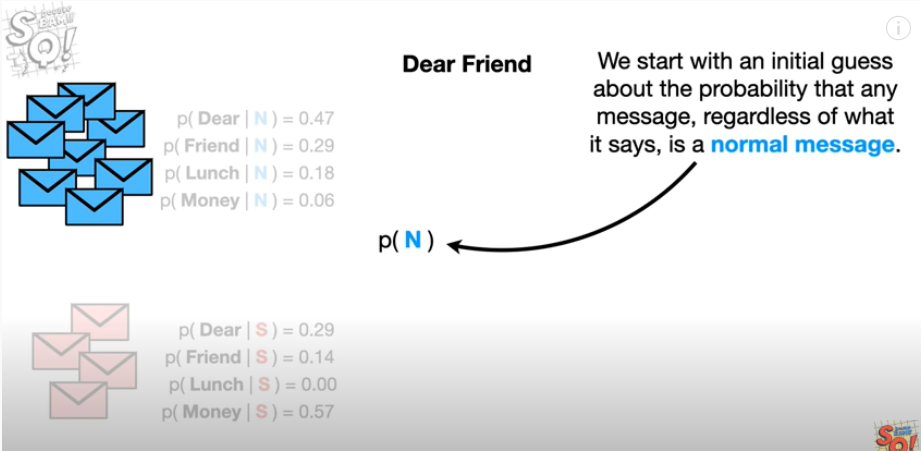 Dear Friend
We start with an initial guess
about the probability that any
message, regardless of what
it says, is a normal message.
p( Dear | N ) = 0.47
p( Friend | N ) = 0.29
p( Lunch | N ) = 0.18
p( Money | N ) = 0.06
p( N )
p( Dear | S ) = 0.29
p( Friend | S ) = 0.14
p( Lunch | S ) = 0.00
p( Money | S ) = 0.57